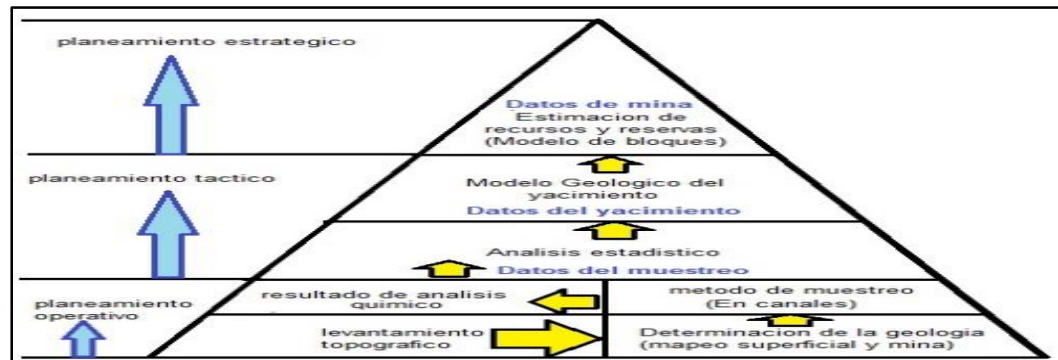 planeamiento estrategico
Datos de mina
Estimacion de
recursos y reservas
(Modelo de bloques)
planeamiento tactico
Modelo Geologico del
yacimiento
Datos del yacimiento
Analisis estadistico
Datos del muestreo
planeamiento
operativo
resultado de analisis
quimico
metodo de muestreo
(En canales)
levantamiento
topografico
Determinacion de la geologia
(mapeo superficial y mina)